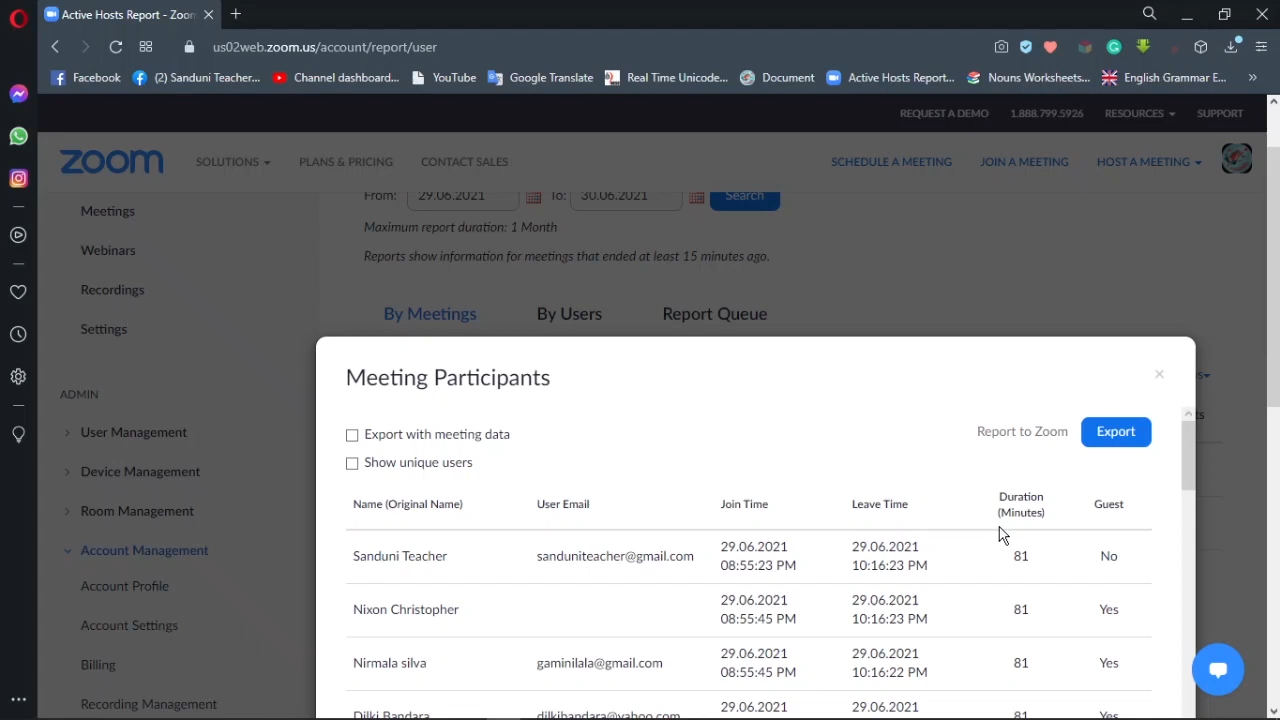 Active Hosts Report - Zoom
us02web.zoom.us/account/report/user
Facebook
(2) Sanduni Teacher...
Channel dashboard...
YouTube
Google Translate
Real Time Unicode...
Document
Active Hosts Report...
Nouns Worksheets...
English Grammar E...
REQUEST A DEMO
1.888.799.5926
RESOURCES
SUPPORT
zoom
SOLUTIONS
PLANS & PRICING
CONTACT SALES
SCHEDULE A MEETING
JOIN A MEETING
HOST A MEETING
Meetings
Webinars
Recordings
Settings
ADMIN
User Management
Device Management
Room Management
Account Management
Account Profile
Account Settings
Billing
Recording Management
From: 29.06.2021 To: 30.06.2021 Search
Maximum report duration: 1 Month
Reports show information for meetings that ended at least 15 minutes ago.
By Meetings
By Users
Report Queue
Meeting Participants
Export with meeting data
Show unique users
Report to Zoom
Export
Name (Original Name) User Email Join Time Leave Time Duration (Minutes) Guest
Sanduni Teacher sanduniteacher@gmail.com 29.06.2021 08:55:23 PM 29.06.2021 10:16:23 PM 81 No
Nixon Christopher 29.06.2021 08:55:45 PM 29.06.2021 10:16:23 PM 81 Yes
Nirmala silva gaminilala@gmail.com 29.06.2021 08:55:45 PM 29.06.2021 10:16:22 PM 81 Yes
Dilki Bandara dilkibandara@yahoo.com 29.06.2021 29.06.2021 81 Yes